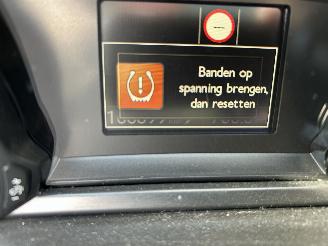 Banden op
spanning brengen,
dan resetten